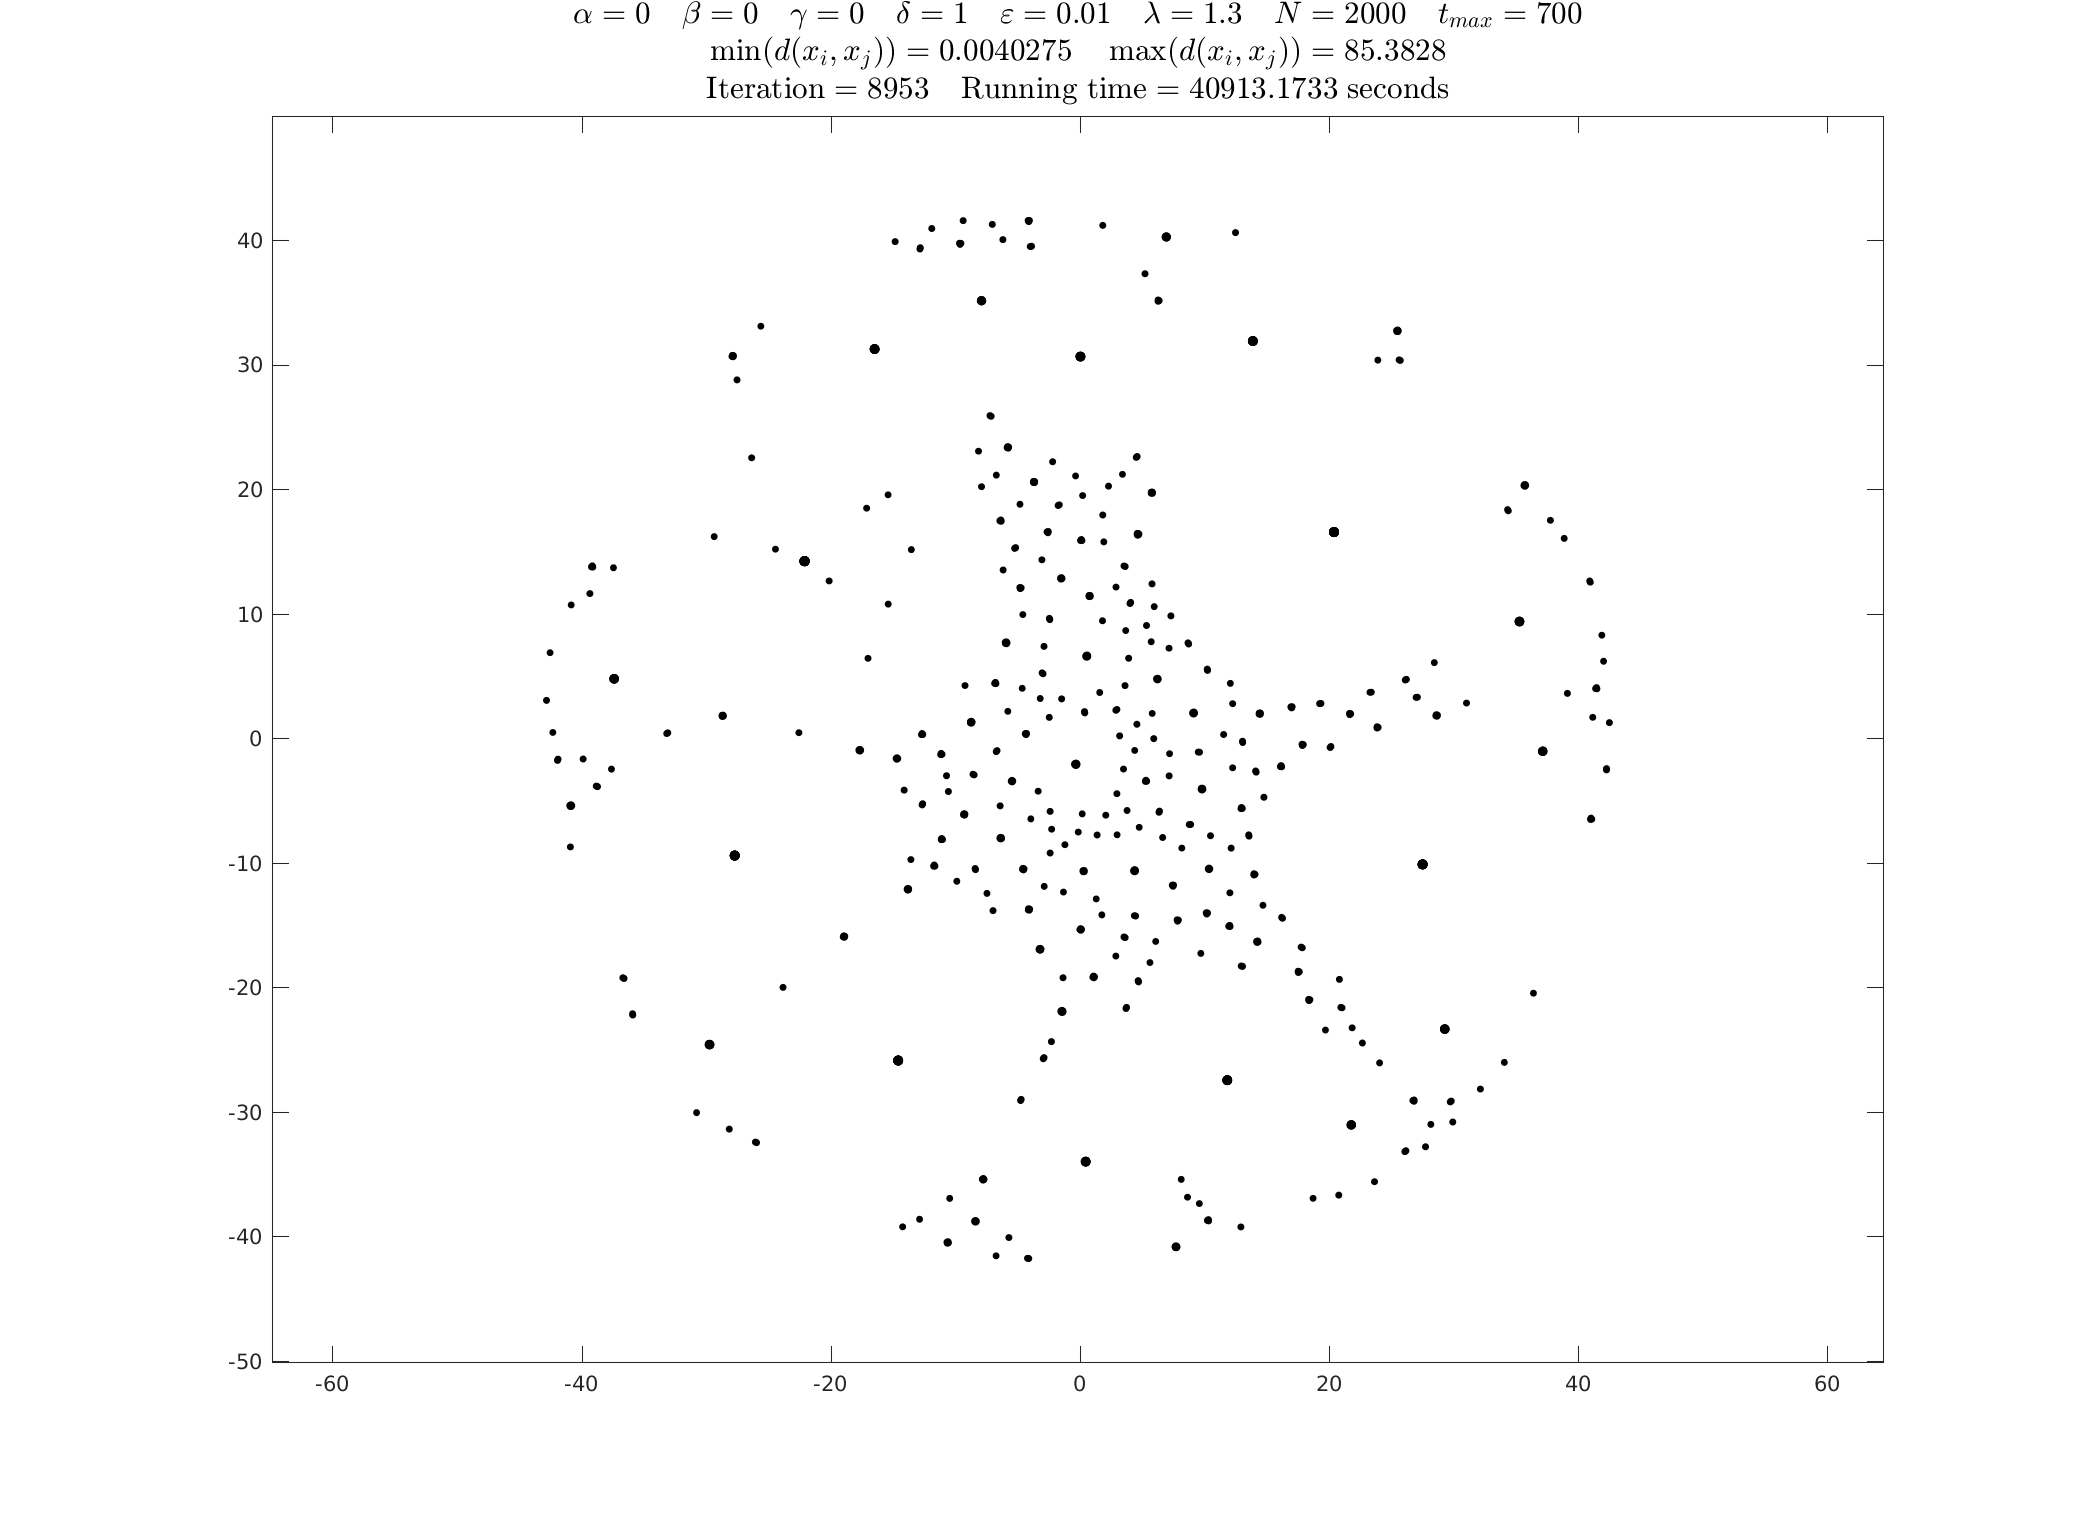 α = 0 β = 0 γ = 0 δ = 1 ε = 0.01 λ = 1.3 N = 2000 t_max = 700
min(d(x_i, x_j)) = 0.0040275 max(d(x_i, x_j)) = 85.3828
Iteration = 8953 Running time = 40913.1733 seconds
40
30
20
10
0
-10
-20
-30
-40
-50
-60 -40 -20 0 20 40 60